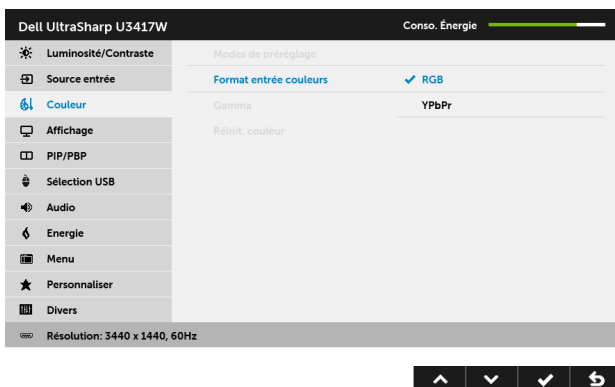 Dell UltraSharp U3417W
Conso. Énergie
Luminosité/Contraste
Modes de préréglage
Source entrée
Format entrée couleurs
RGB
Couleur
Gamma
YPbPr
Affichage
Réinit. couleur
PIP/PBP
Sélection USB
Audio
Energie
Menu
Personnaliser
Divers
Résolution: 3440 x 1440, 60Hz